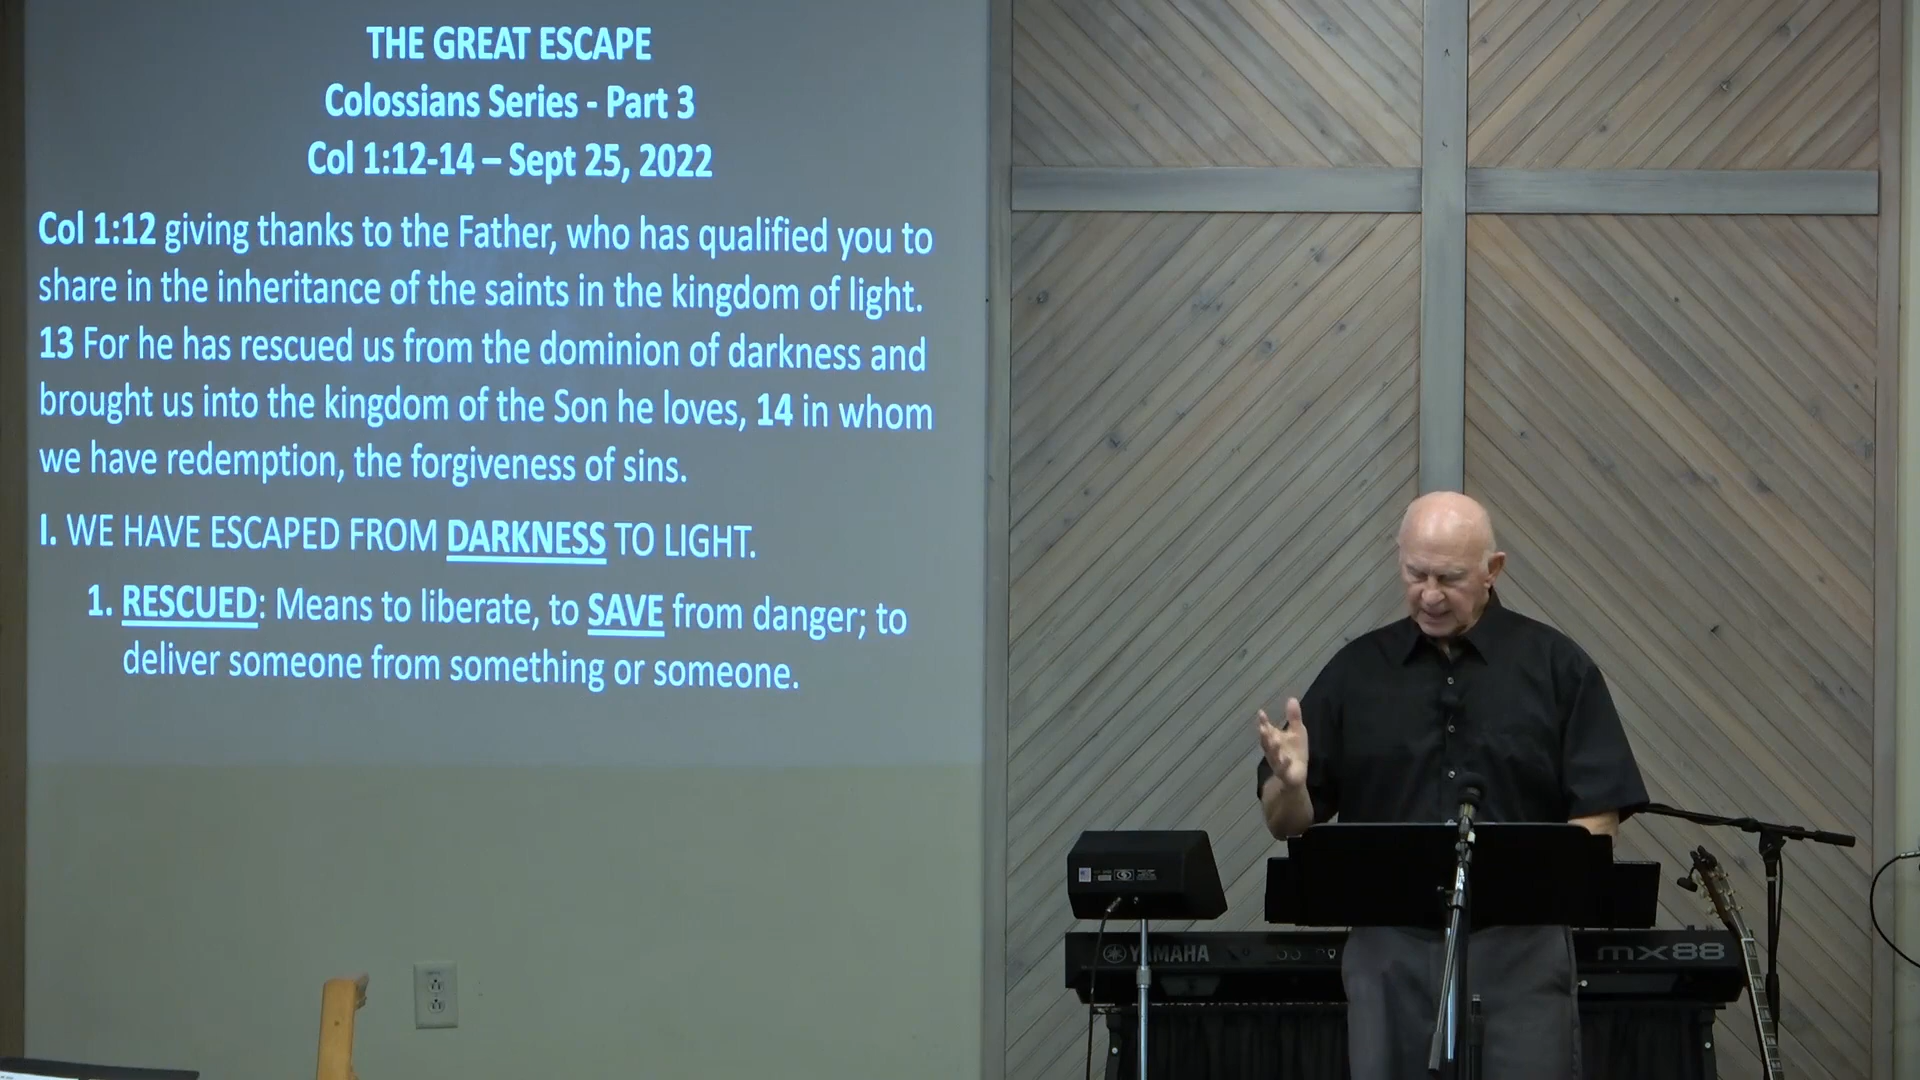 THE GREAT ESCAPE
Colossians Series - Part 3
Col 1:12-14 – Sept 25, 2022
Col 1:12 giving thanks to the Father, who has qualified you to
share in the inheritance of the saints in the kingdom of light.
13 For he has rescued us from the dominion of darkness and
brought us into the kingdom of the Son he loves, 14 in whom
we have redemption, the forgiveness of sins.
I. WE HAVE ESCAPED FROM DARKNESS TO LIGHT.
1. RESCUED: Means to liberate, to SAVE from danger; to
deliver someone from something or someone.
YAMAHA
MX88